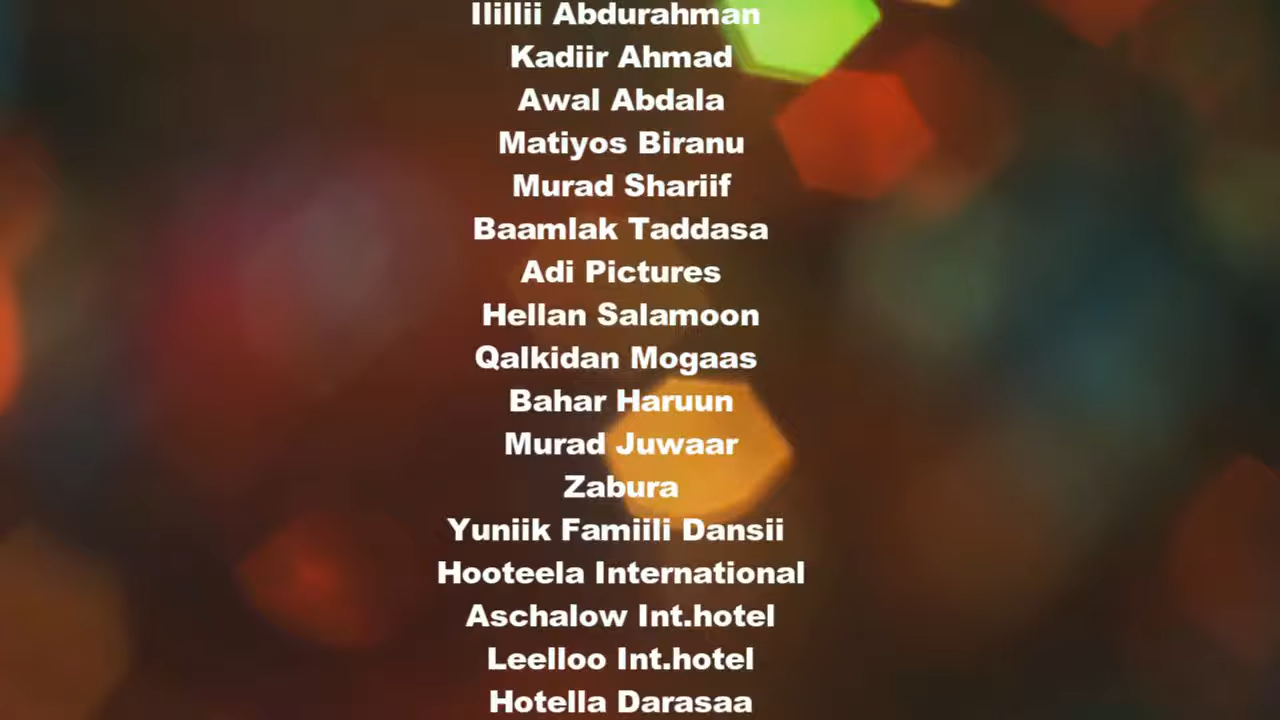 Ilillii Abdurahman
Kadiir Ahmad
Awal Abdala
Matiyos Biranu
Murad Shariif
Baamlak Taddasa
Adi Pictures
Hellan Salamoon
Qalkidan Mogaas
Bahar Haruun
Murad Juwaar
Zabura
Yuniik Famiili Dansii
Hooteela International
Aschalow Int.hotel
Leelloo Int.hotel
Hotella Darasaa